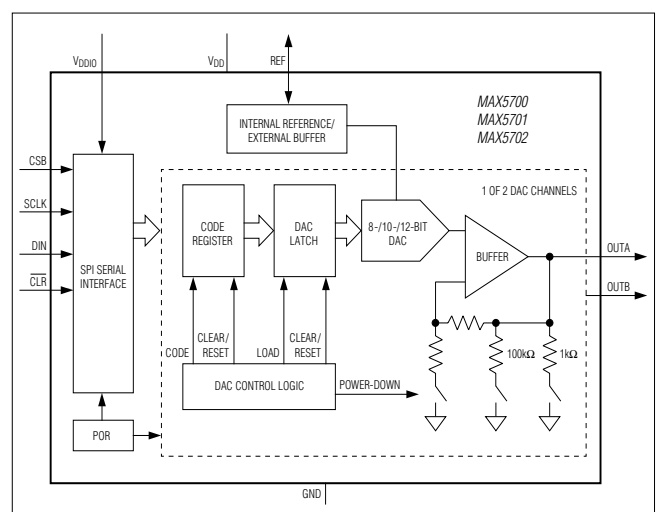 VDDIO
VDD
REF
MAX5700
MAX5701
MAX5702
INTERNAL REFERENCE/
EXTERNAL BUFFER
CSB
SCLK
DIN
CLR
SPI SERIAL
INTERFACE
1 OF 2 DAC CHANNELS
CODE
REGISTER
DAC
LATCH
8-/10-/12-BIT
DAC
BUFFER
OUTA
OUTB
CODE
CLEAR/
RESET
LOAD
CLEAR/
RESET
100kΩ
1kΩ
DAC CONTROL LOGIC
POWER-DOWN
POR
GND